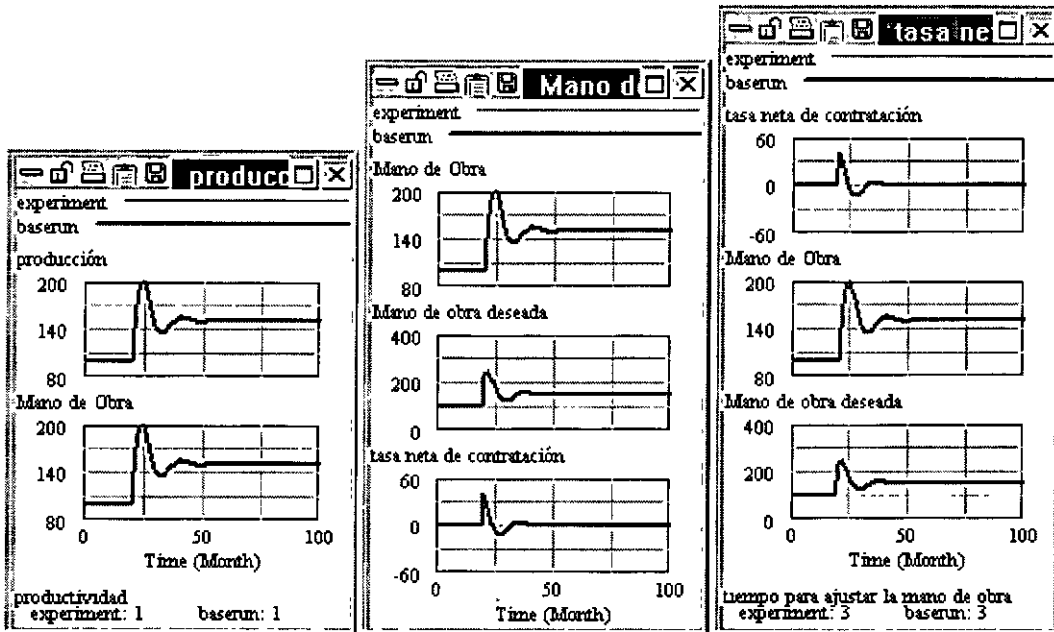 producc
experiment
baserun
producción
200
140
80
Mano de Obra
200
140
80
0
50
100
Time (Month)
productividad
experiment: 1 baserun: 1
Mano d
experiment
baserun
Mano de Obra
200
140
80
Mano de obra deseada
400
200
0
tasa neta de contratación
60
0
-60
0
50
100
Time (Month)
tasa ne
experiment
baserun
tasa neta de contratación
60
0
-60
Mano de Obra
200
140
80
Mano de obra deseada
400
200
0
0
50
100
Time (Month)
tiempo para ajustar la mano de obra
experiment: 3 baserun: 3